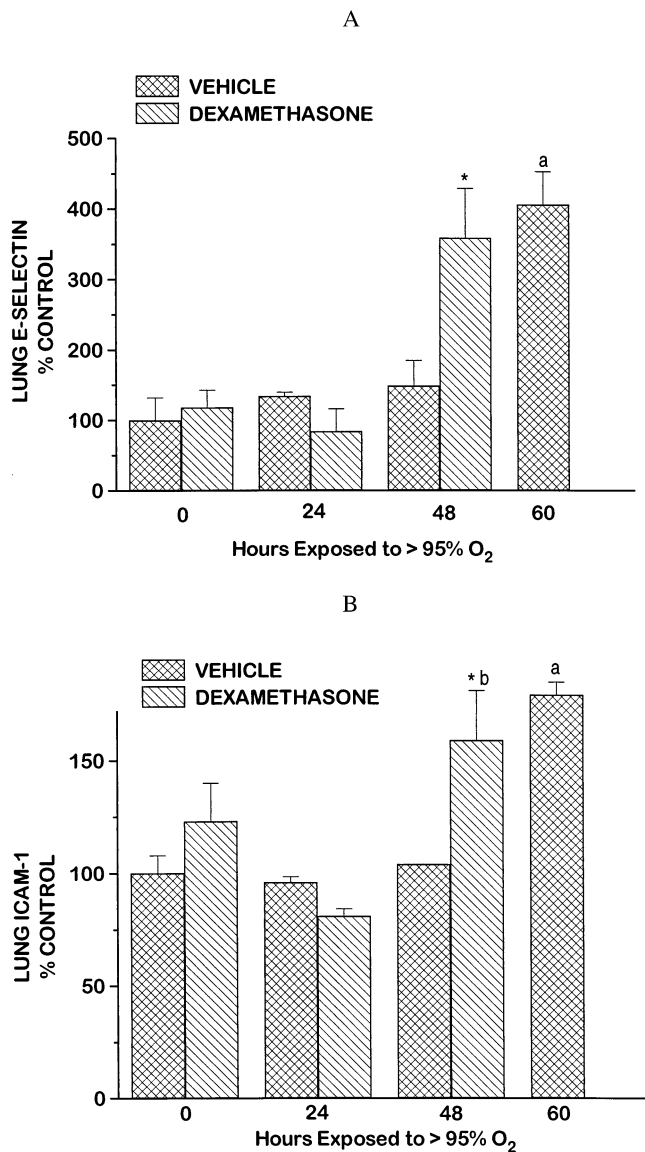 A
VEHICLE
DEXAMETHASONE
500
400
300
200
100
0
LUNG E-SELECTIN
% CONTROL
*
a
0 24 48 60
Hours Exposed to > 95% O2
B
VEHICLE
DEXAMETHASONE
150
100
50
0
LUNG ICAM-1
% CONTROL
* b
a
0 24 48 60
Hours Exposed to > 95% O2